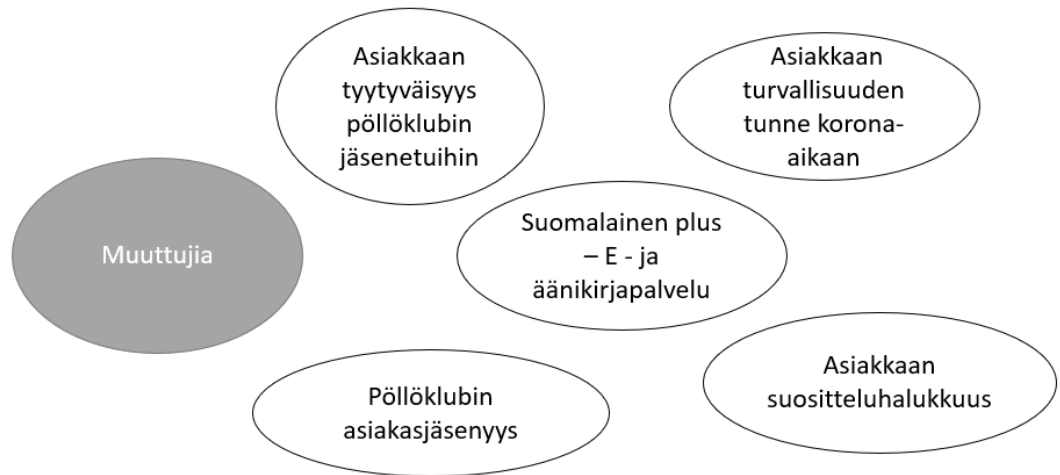 Asiakkaan
tyytyväisyys
pöllöklubin
jäsenetuihin
Asiakkaan
turvallisuuden
tunne korona-
aikaan
Muuttujia
Suomalainen plus
– E - ja
äänikirjapalvelu
Pöllöklubin
asiakasjäsenyys
Asiakkaan
suositteluhalukkuus